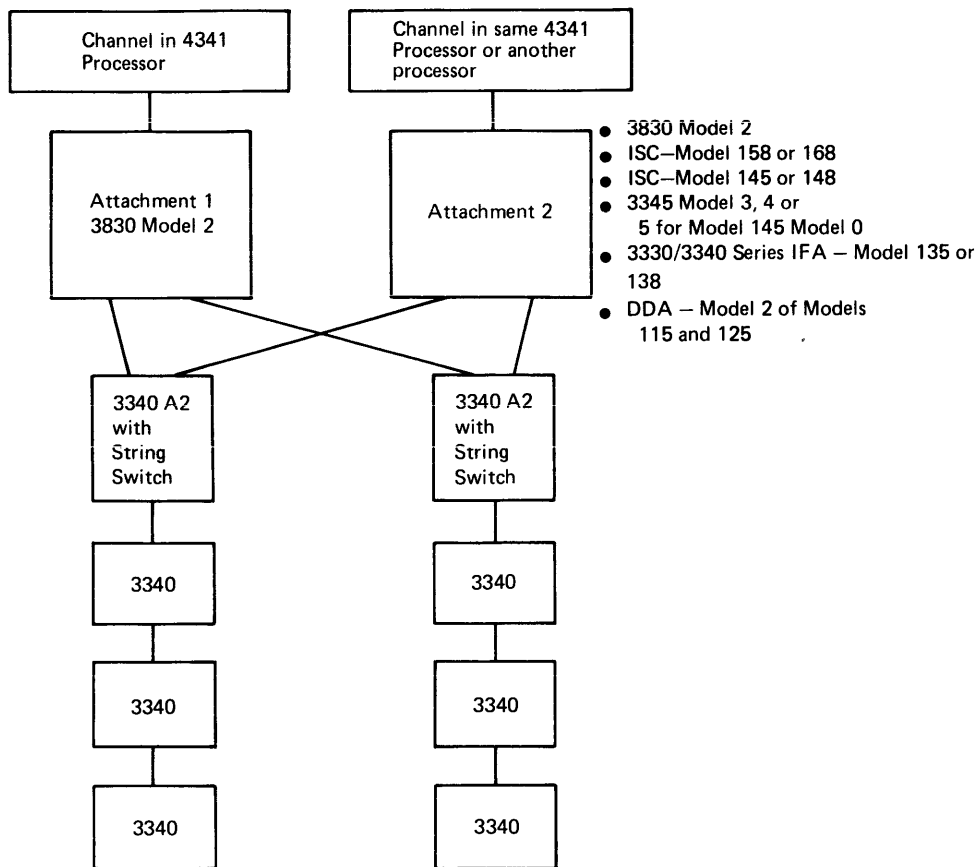 Channel in 4341
Processor
Channel in same 4341
Processor or another
processor
Attachment 1
3830 Model 2
Attachment 2
● 3830 Model 2
● ISC—Model 158 or 168
● ISC—Model 145 or 148
● 3345 Model 3, 4 or
5 for Model 145 Model 0
● 3330/3340 Series IFA — Model 135 or
138
● DDA — Model 2 of Models
115 and 125
3340 A2
with
String
Switch
3340 A2
with
String
Switch
3340
3340
3340
3340
3340
3340